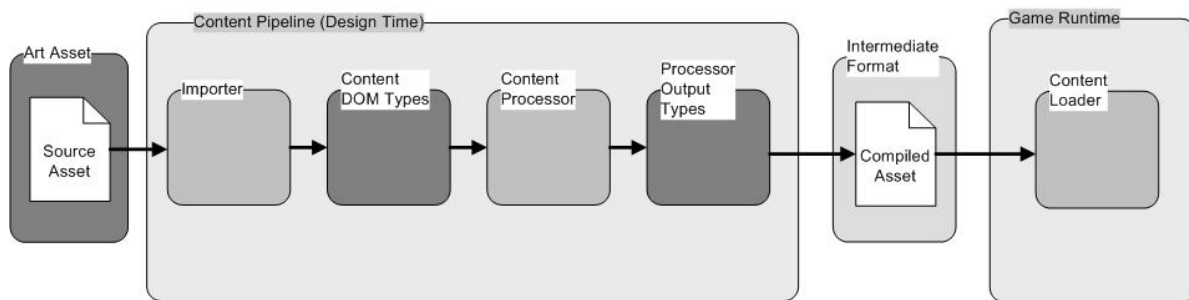 Art Asset
Source
Asset
Content Pipeline (Design Time)
Importer
Content
DOM Types
Content
Processor
Processor
Output
Types
Intermediate
Format
Compiled
Asset
Game Runtime
Content
Loader